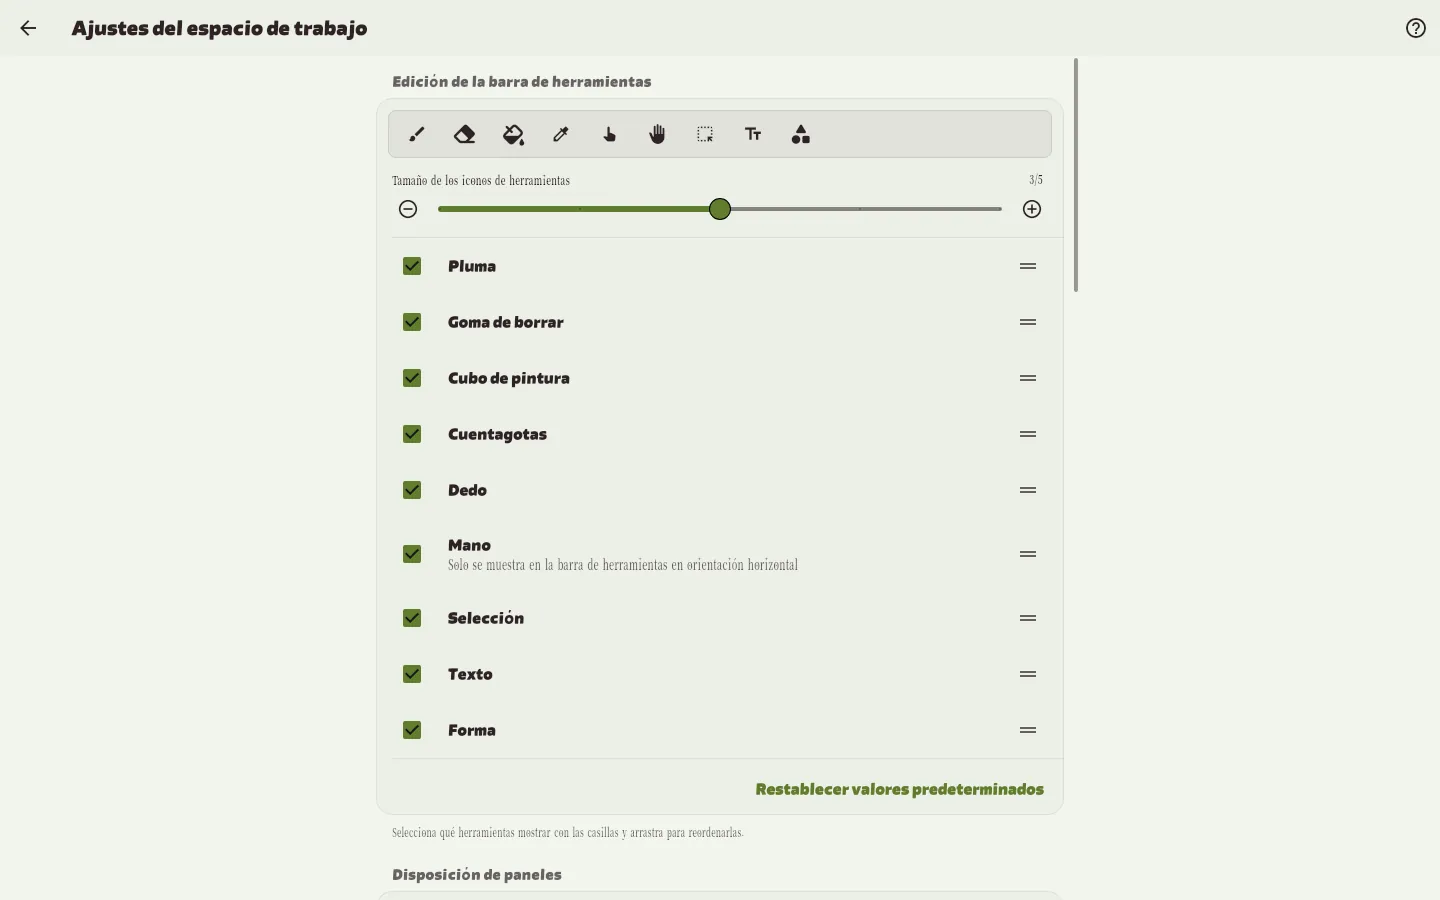 Ajustes del espacio de trabajo
Edición de la barra de herramientas
Tamaño de los iconos de herramientas
3/5
Pluma
Goma de borrar
Cubo de pintura
Cuentagotas
Dedo
Mano
Solo se muestra en la barra de herramientas en orientación horizontal
Selección
Texto
Forma
Restablecer valores predeterminados
Selecciona qué herramientas mostrar con las casillas y arrastra para reordenarlas.
Disposición de paneles